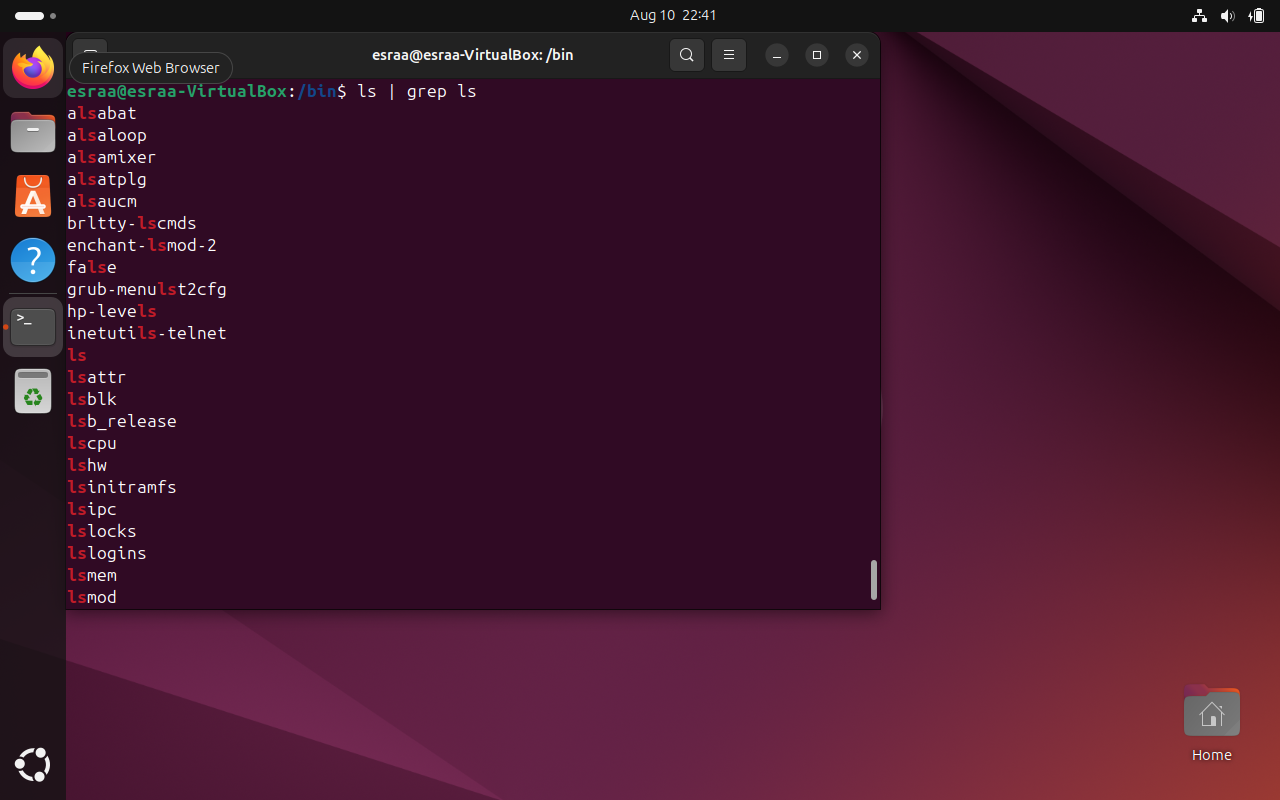 Aug 10 22:41
esraa@esraa-VirtualBox: /bin
Firefox Web Browser
esraa@esraa-VirtualBox:/bin$ ls | grep ls
alsabat
alsaloop
alsamixer
alsatplg
alsaucm
brltty-lscmds
enchant-lsmod-2
false
grub-menulst2cfg
hp-levels
inetutils-telnet
ls
lsattr
lsblk
lsb_release
lscpu
lshw
lsinitramfs
lsipc
lslocks
lslogins
lsmem
lsmod
Home